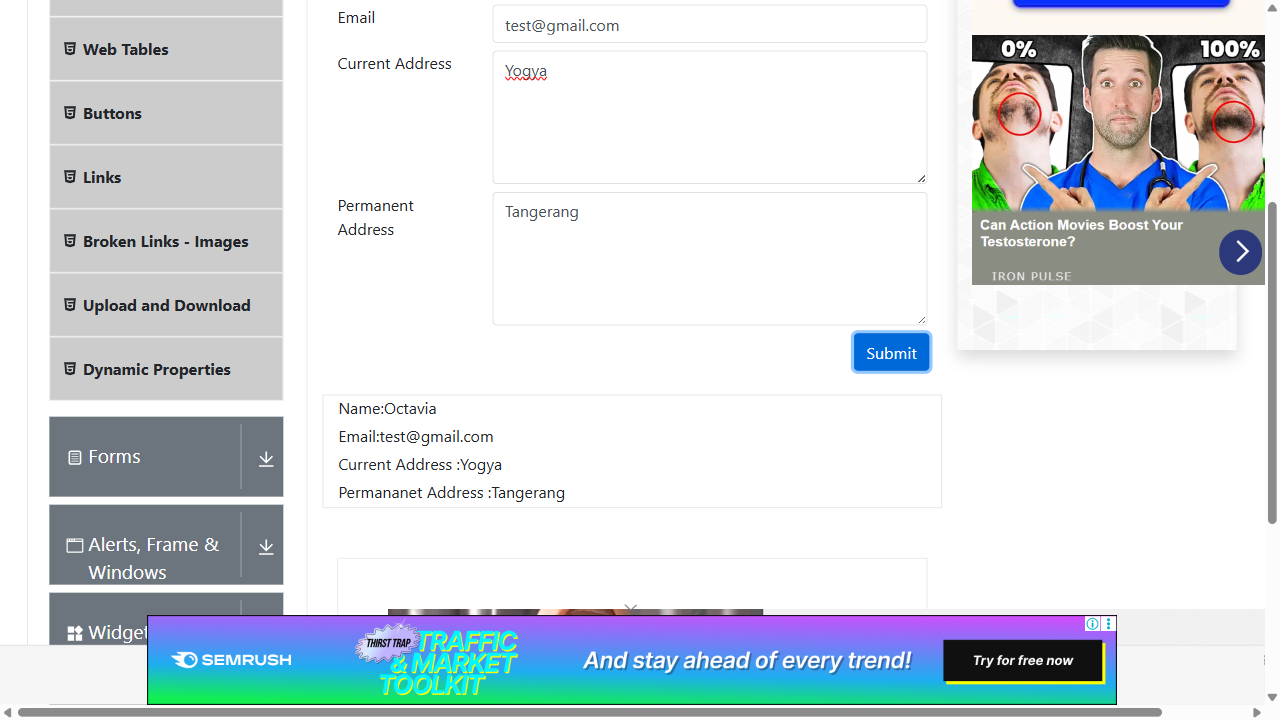 Web Tables
Buttons
Links
Broken Links - Images
Upload and Download
Dynamic Properties
Forms
Alerts, Frame &
Windows
Widget
Email
test@gmail.com
Current Address
Yogya
Permanent
Address
Tangerang
Submit
Name:Octavia
Email:test@gmail.com
Current Address :Yogya
Permananet Address :Tangerang
0%
100%
Can Action Movies Boost Your
Testosterone?
IRON PULSE
SEMRUSH
THIRST TRAP
TRAFFIC
& MARKET
TOOLKIT
And stay ahead of every trend!
Try for free now